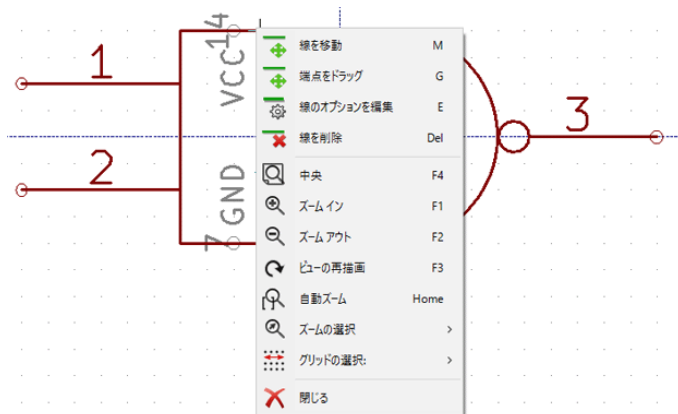 1
2
3
14
VCC
GND
7
線を移動 M
端点をドラッグ G
線のオプションを編集 E
線を削除 Del
中央 F4
ズーム イン F1
ズーム アウト F2
ビューの再描画 F3
自動ズーム Home
ズームの選択 >
グリッドの選択: >
閉じる